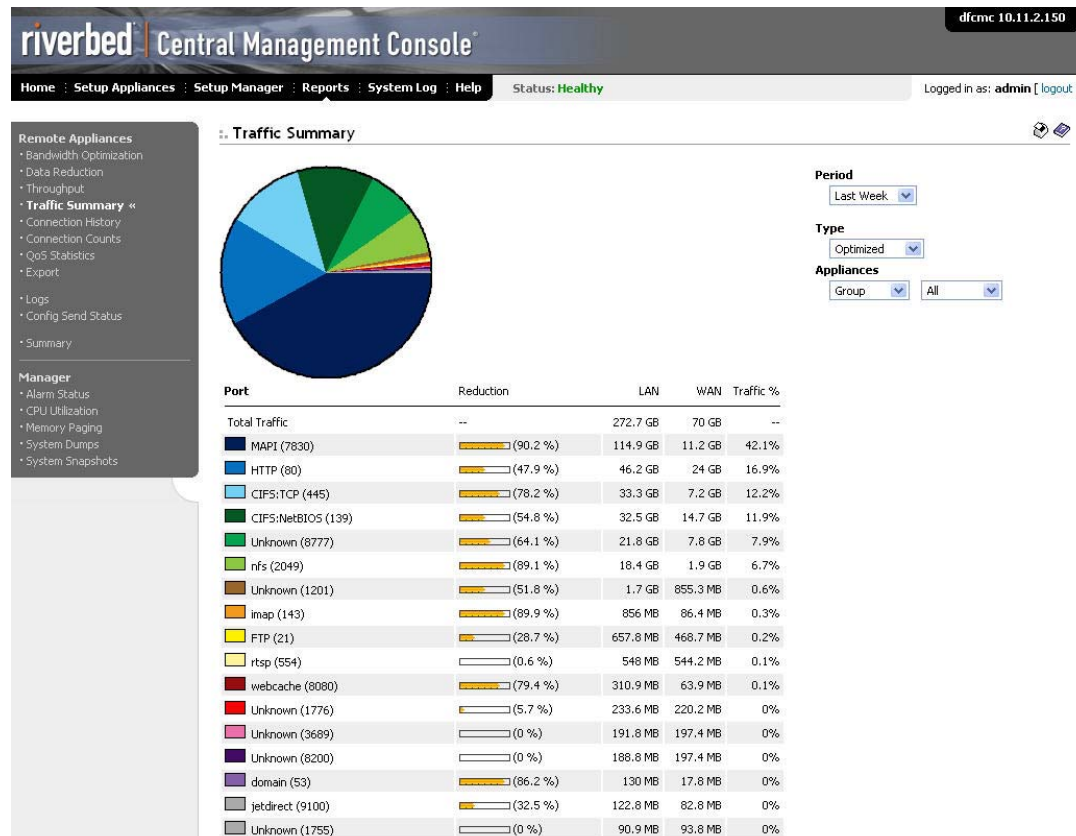 dfcmc 10.11.2.150
riverbed Central Management Console
Home Setup Appliances Setup Manager Reports System Log Help Status: Healthy Logged in as: admin [ logout
Remote Appliances
• Bandwidth Optimization
• Data Reduction
• Throughput
• Traffic Summary «
• Connection History
• Connection Counts
• QoS Statistics
• Export
• Logs
• Config Send Status
• Summary
Manager
• Alarm Status
• CPU Utilization
• Memory Paging
• System Dumps
• System Snapshots
Traffic Summary
Period
Last Week
Type
Optimized
Appliances
Group All
Port Reduction LAN WAN Traffic %
Total Traffic -- 272.7 GB 70 GB --
MAPI (7830) (90.2 %) 114.9 GB 11.2 GB 42.1%
HTTP (80) (47.9 %) 46.2 GB 24 GB 16.9%
CIFS:TCP (445) (78.2 %) 33.3 GB 7.2 GB 12.2%
CIFS:NetBIOS (139) (54.8 %) 32.5 GB 14.7 GB 11.9%
Unknown (8777) (64.1 %) 21.8 GB 7.8 GB 7.9%
nfs (2049) (89.1 %) 18.4 GB 1.9 GB 6.7%
Unknown (1201) (51.8 %) 1.7 GB 855.3 MB 0.6%
imap (143) (89.9 %) 856 MB 86.4 MB 0.3%
FTP (21) (28.7 %) 657.8 MB 468.7 MB 0.2%
rtsp (554) (0.6 %) 548 MB 544.2 MB 0.1%
webcache (8080) (79.4 %) 310.9 MB 63.9 MB 0.1%
Unknown (1776) (5.7 %) 233.6 MB 220.2 MB 0%
Unknown (3689) (0 %) 191.8 MB 197.4 MB 0%
Unknown (8200) (0 %) 188.8 MB 197.4 MB 0%
domain (53) (86.2 %) 130 MB 17.8 MB 0%
jetdirect (9100) (32.5 %) 122.8 MB 82.8 MB 0%
Unknown (1755) (0 %) 90.9 MB 93.8 MB 0%